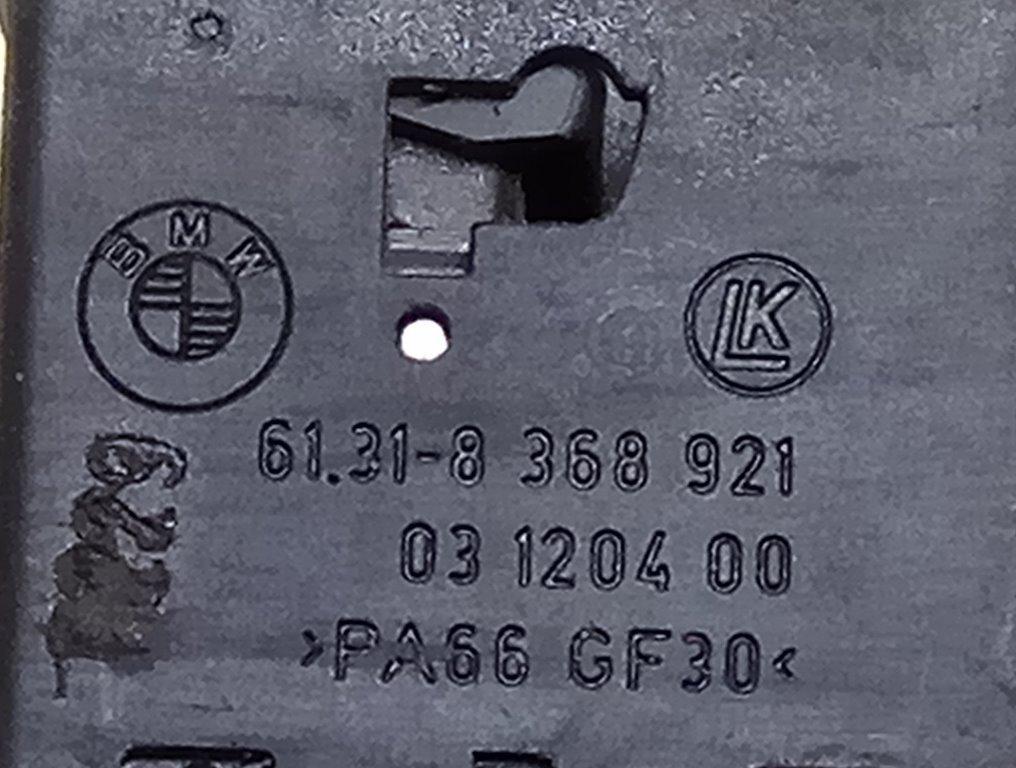 BMW
LK
61.31-8 368 921
03 1204 00
>PA66 GF30<